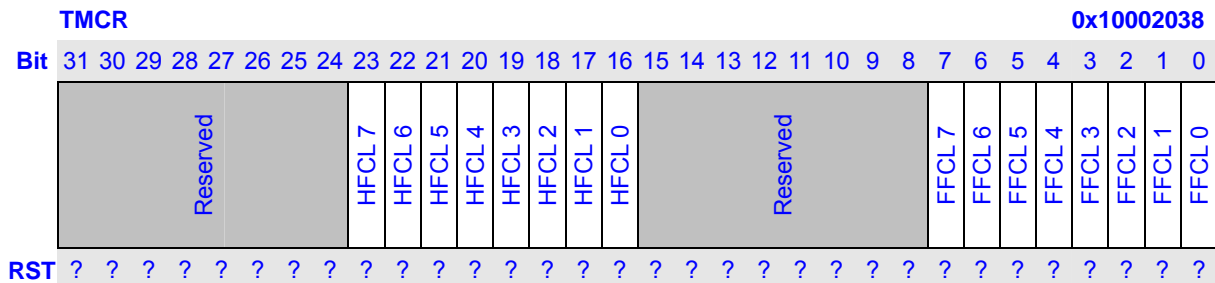 TMCR 0x10002038
Bit 31 30 29 28 27 26 25 24 23 22 21 20 19 18 17 16 15 14 13 12 11 10 9 8 7 6 5 4 3 2 1 0
Reserved HFCL 7 HFCL 6 HFCL 5 HFCL 4 HFCL 3 HFCL 2 HFCL 1 HFCL 0 Reserved FFCL 7 FFCL 6 FFCL 5 FFCL 4 FFCL 3 FFCL 2 FFCL 1 FFCL 0
RST ? ? ? ? ? ? ? ? ? ? ? ? ? ? ? ? ? ? ? ? ? ? ? ? ? ? ? ? ? ? ? ?